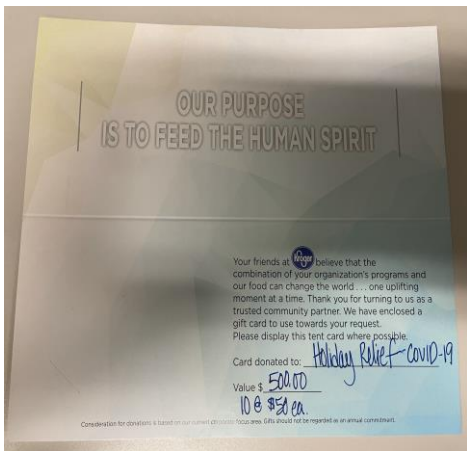 OUR PURPOSE
IS TO FEED THE HUMAN SPIRIT
Your friends at Kroger believe that the
combination of your organization's programs and
our food can change the world . . . one uplifting
moment at a time. Thank you for turning to us as a
trusted community partner. We have enclosed a
gift card to use towards your request.
Please display this tent card where possible.
Card donated to: Holiday Relief - COVID-19
Value $ 500.00
10 @ $50 ea.
Consideration for donations is based on our current focus area. Gifts should not be regarded as an annual commitment.